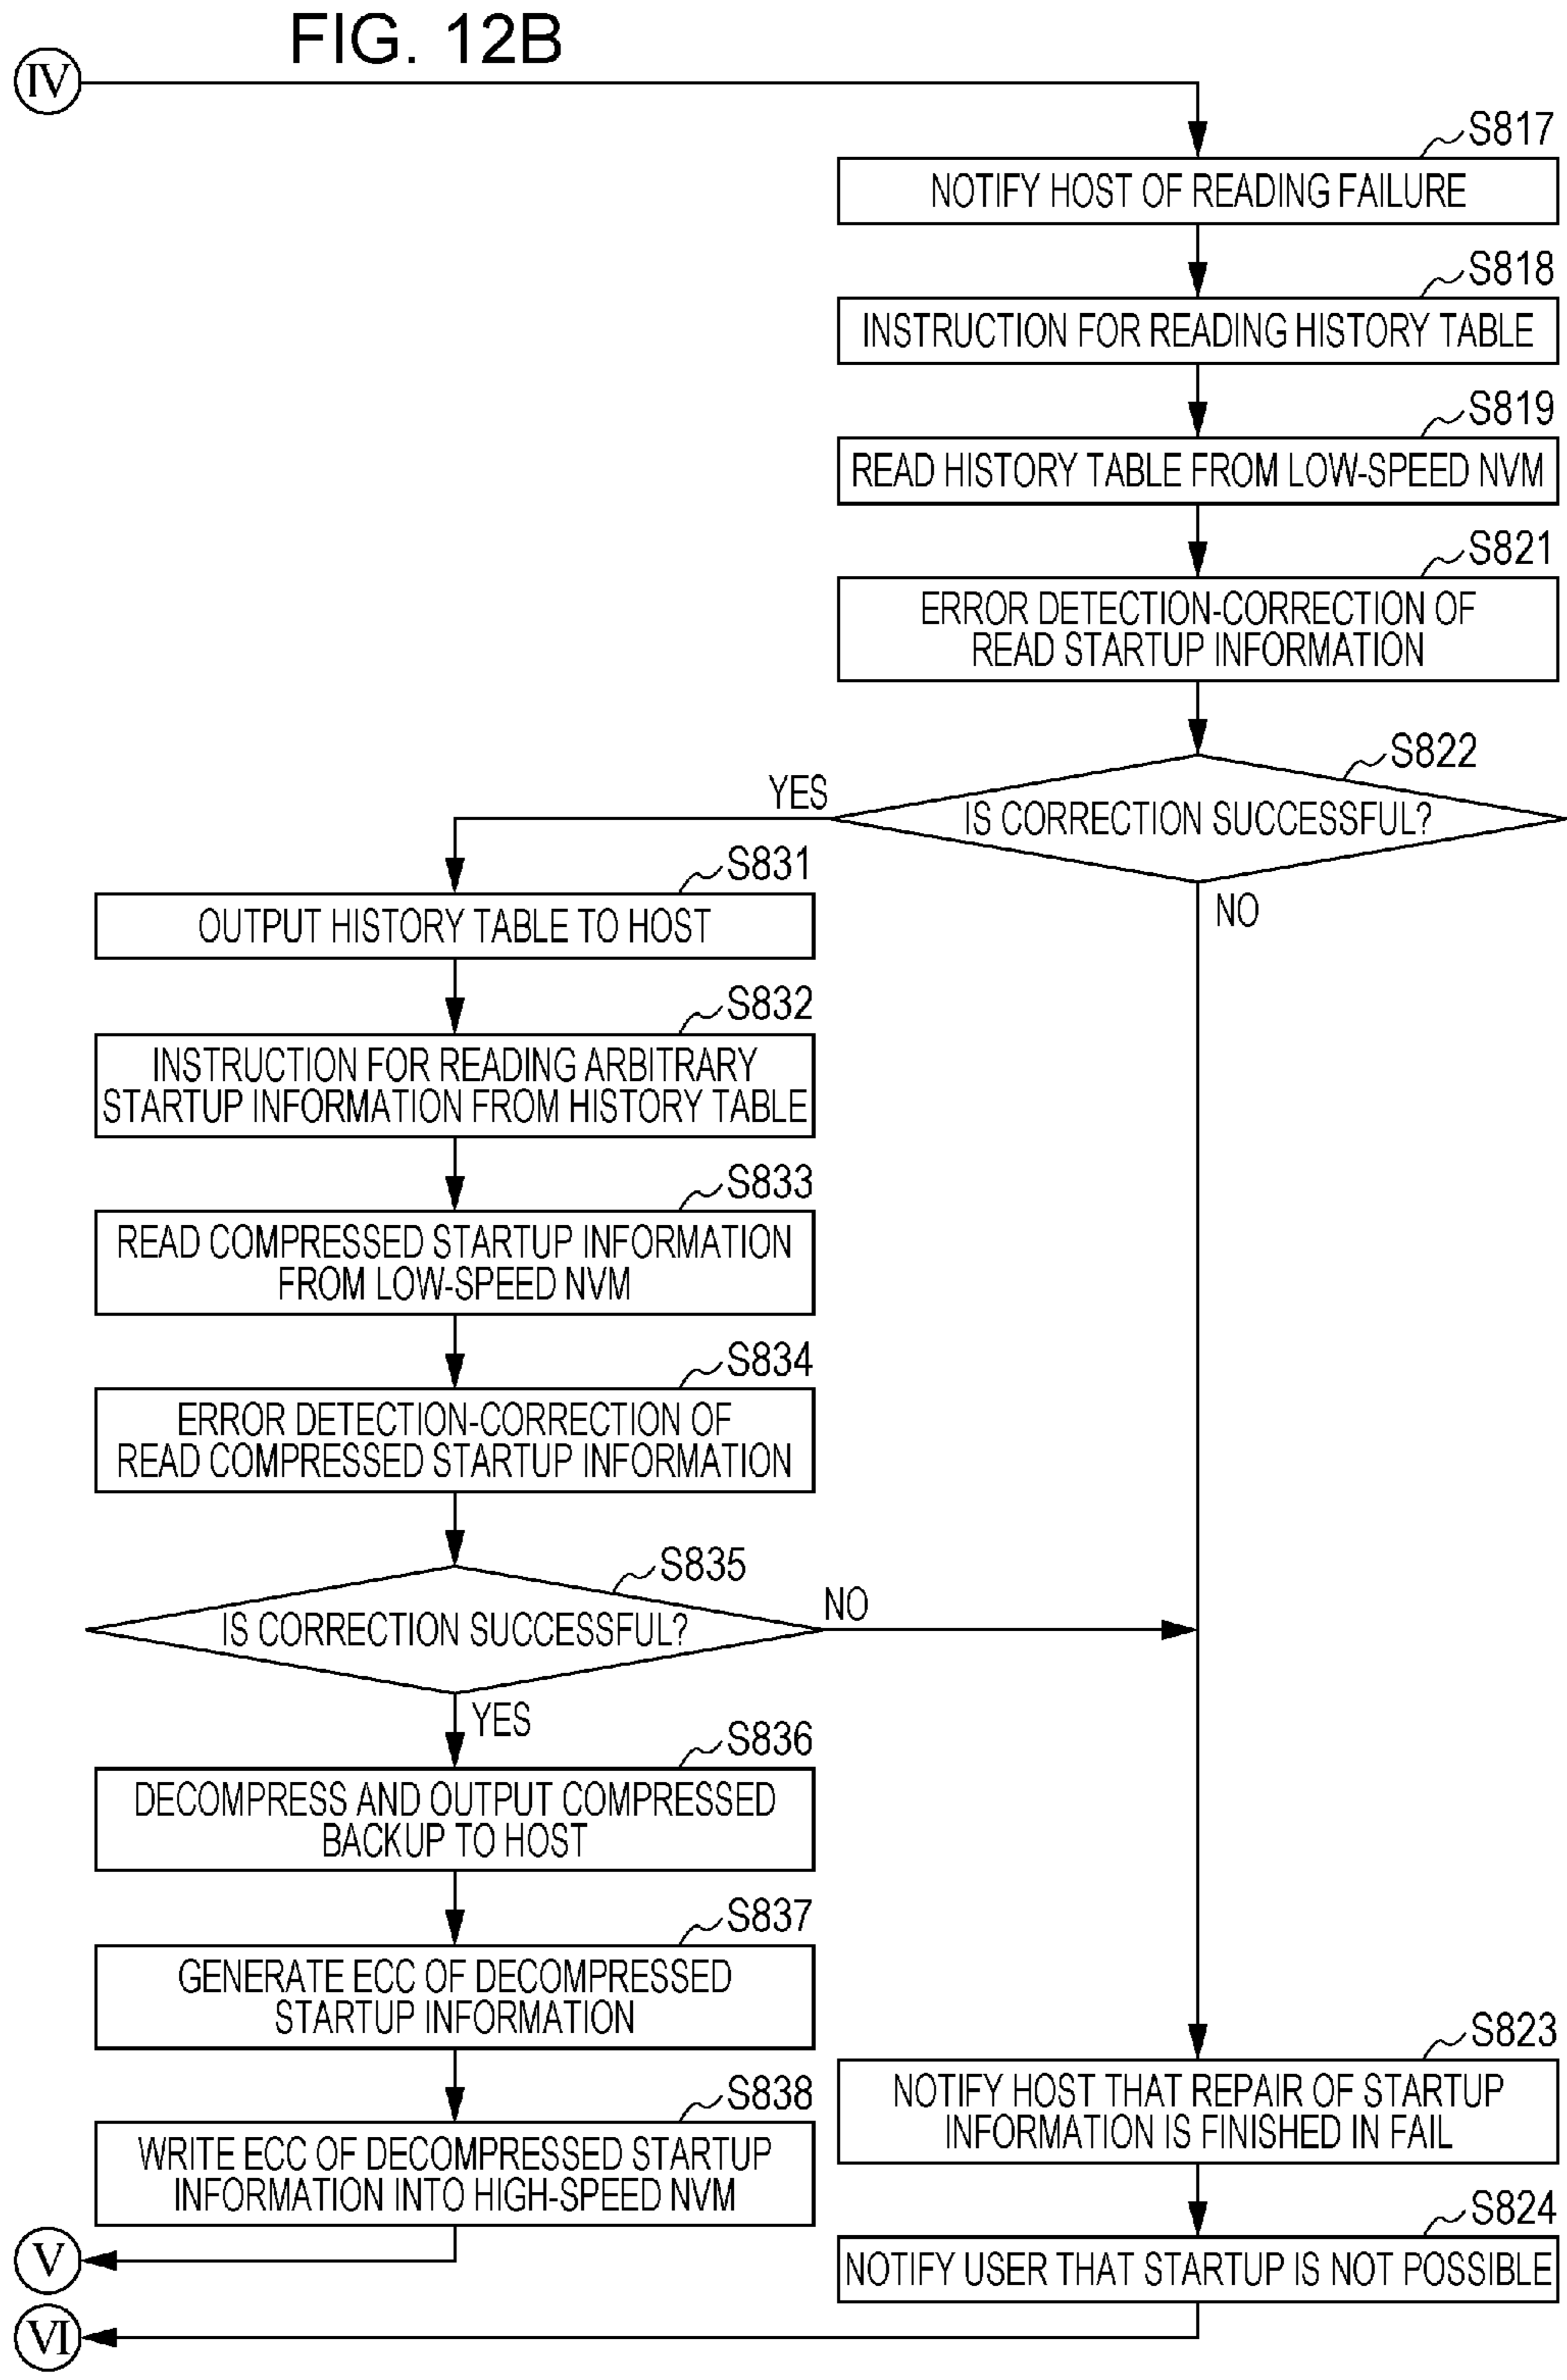 FIG. 12B
IV
S817
NOTIFY HOST OF READING FAILURE
S818
INSTRUCTION FOR READING HISTORY TABLE
S819
READ HISTORY TABLE FROM LOW-SPEED NVM
S821
ERROR DETECTION-CORRECTION OF
READ STARTUP INFORMATION
S822
IS CORRECTION SUCCESSFUL?
YES
NO
S831
OUTPUT HISTORY TABLE TO HOST
S832
INSTRUCTION FOR READING ARBITRARY
STARTUP INFORMATION FROM HISTORY TABLE
S833
READ COMPRESSED STARTUP INFORMATION
FROM LOW-SPEED NVM
S834
ERROR DETECTION-CORRECTION OF
READ COMPRESSED STARTUP INFORMATION
S835
IS CORRECTION SUCCESSFUL?
NO
YES
S836
DECOMPRESS AND OUTPUT COMPRESSED
BACKUP TO HOST
S837
GENERATE ECC OF DECOMPRESSED
STARTUP INFORMATION
S838
WRITE ECC OF DECOMPRESSED STARTUP
INFORMATION INTO HIGH-SPEED NVM
V
S823
NOTIFY HOST THAT REPAIR OF STARTUP
INFORMATION IS FINISHED IN FAIL
S824
NOTIFY USER THAT STARTUP IS NOT POSSIBLE
VI